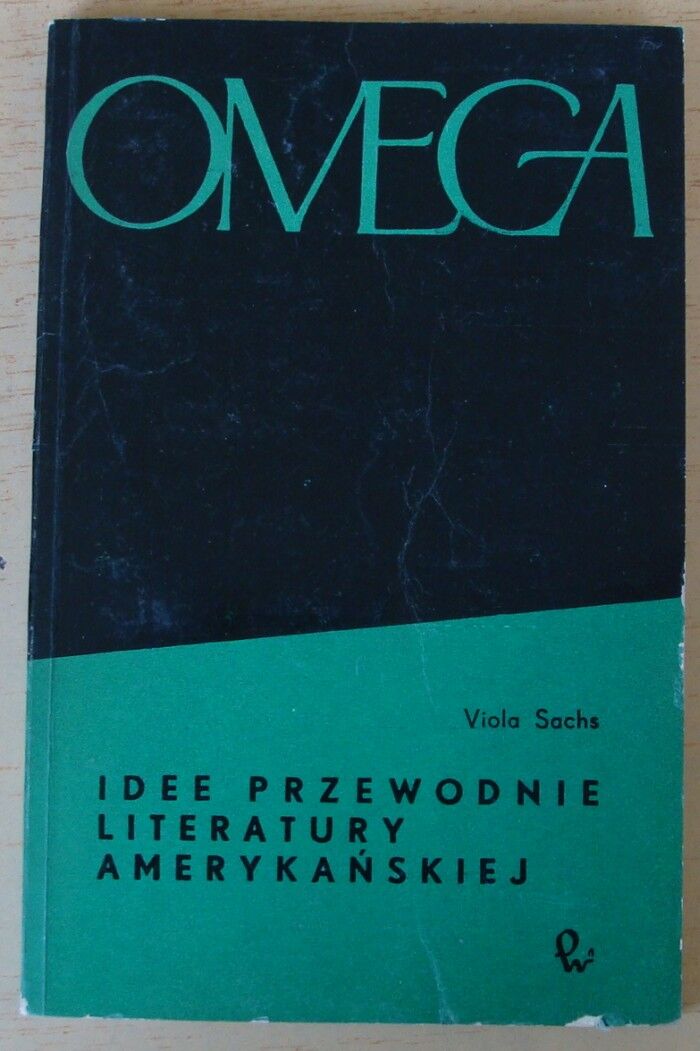 OMEGA
Viola Sachs
IDEE PRZEWODNIE
LITERATURY
AMERYKAŃSKIEJ